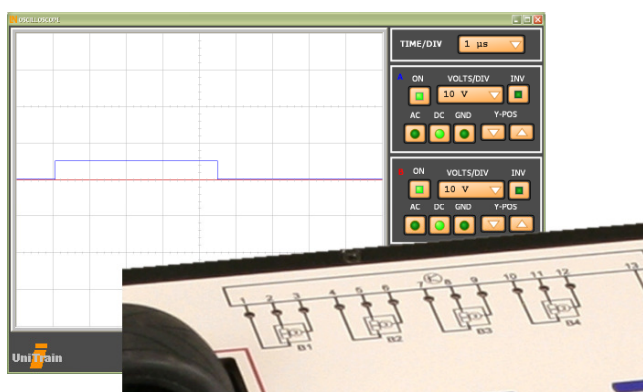 OSCILLOSCOPE
TIME/DIV 1 µs
A ON VOLTS/DIV INV
10 V
AC DC GND Y-POS
B ON VOLTS/DIV INV
10 V
AC DC GND Y-POS
1 2 3 4 5 6 7 K 8 9 10 11 12 13
B1 B2 B3 B4
UniTrain